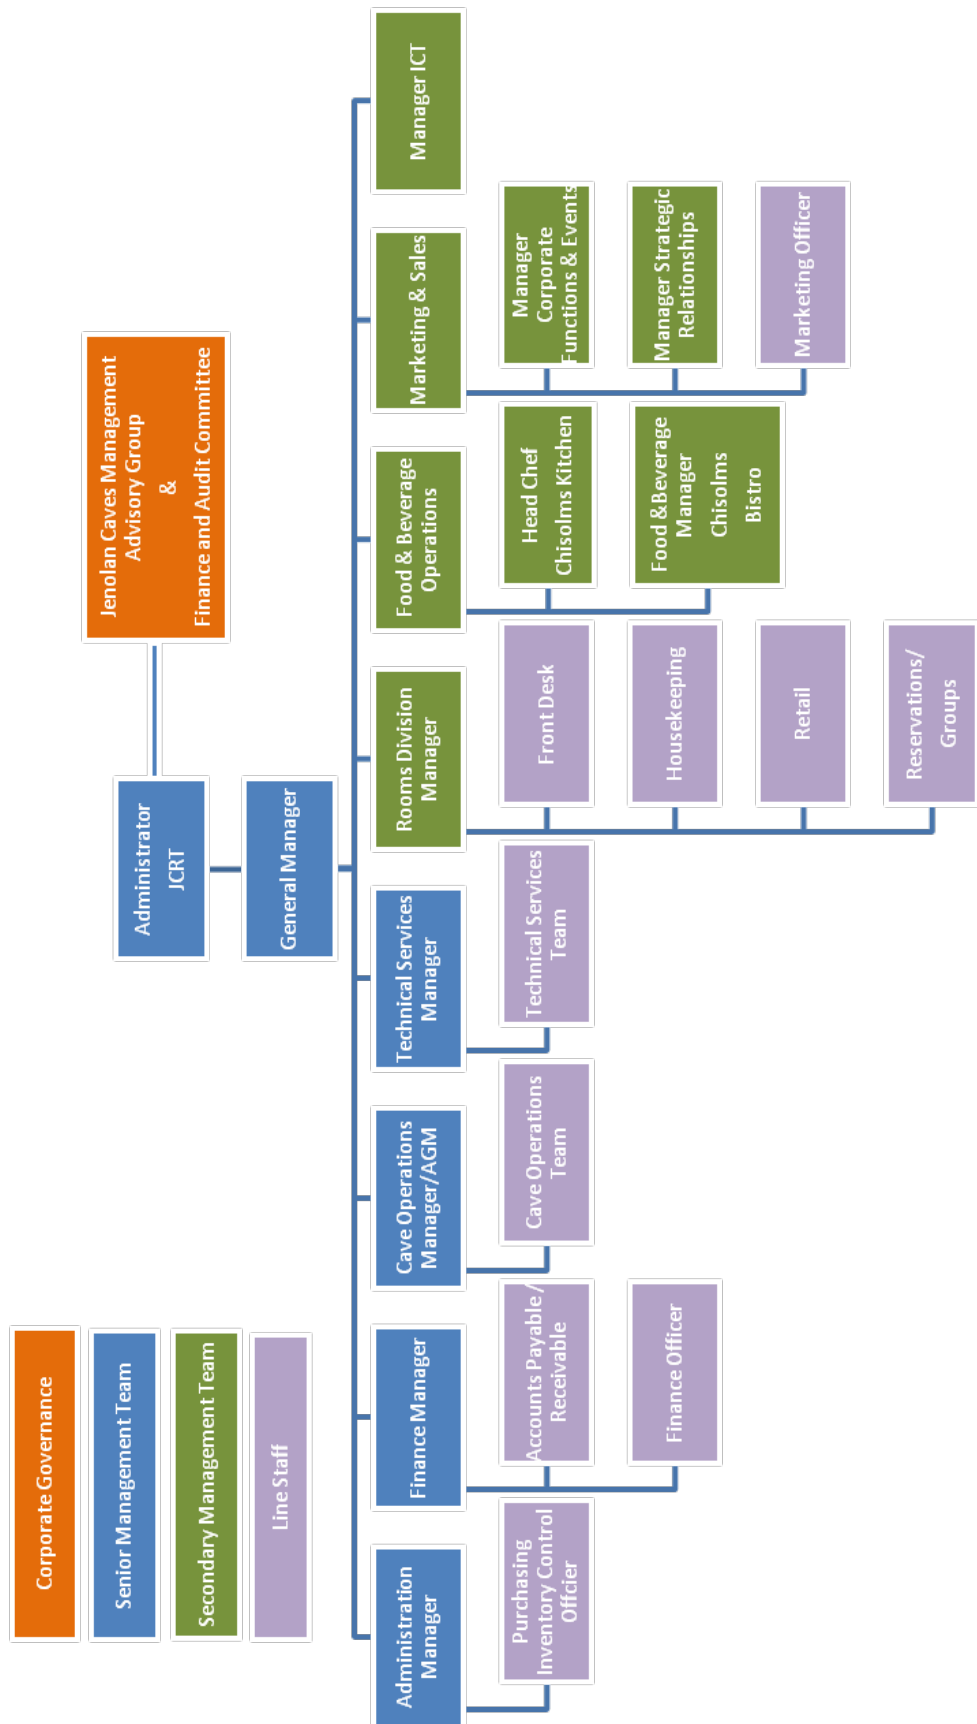 Corporate Governance
Senior Management Team
Secondary Management Team
Line Staff
Jenolan Caves Management
Advisory Group
&
Finance and Audit Committee
Administrator
JCRT
General Manager
Administration
Manager
Purchasing
Inventory Control
Offcier
Finance Manager
Accounts Payable /
Receivable
Finance Officer
Cave Operations
Manager/AGM
Cave Operations
Team
Technical Services
Manager
Technical Services
Team
Rooms Division
Manager
Front Desk
Housekeeping
Retail
Reservations/
Groups
Food & Beverage
Operations
Head Chef
Chisolms Kitchen
Food &Beverage
Manager
Chisolms
Bistro
Marketing & Sales
Manager
Corporate
Functions & Events
Manager Strategic
Relationships
Marketing Officer
Manager ICT